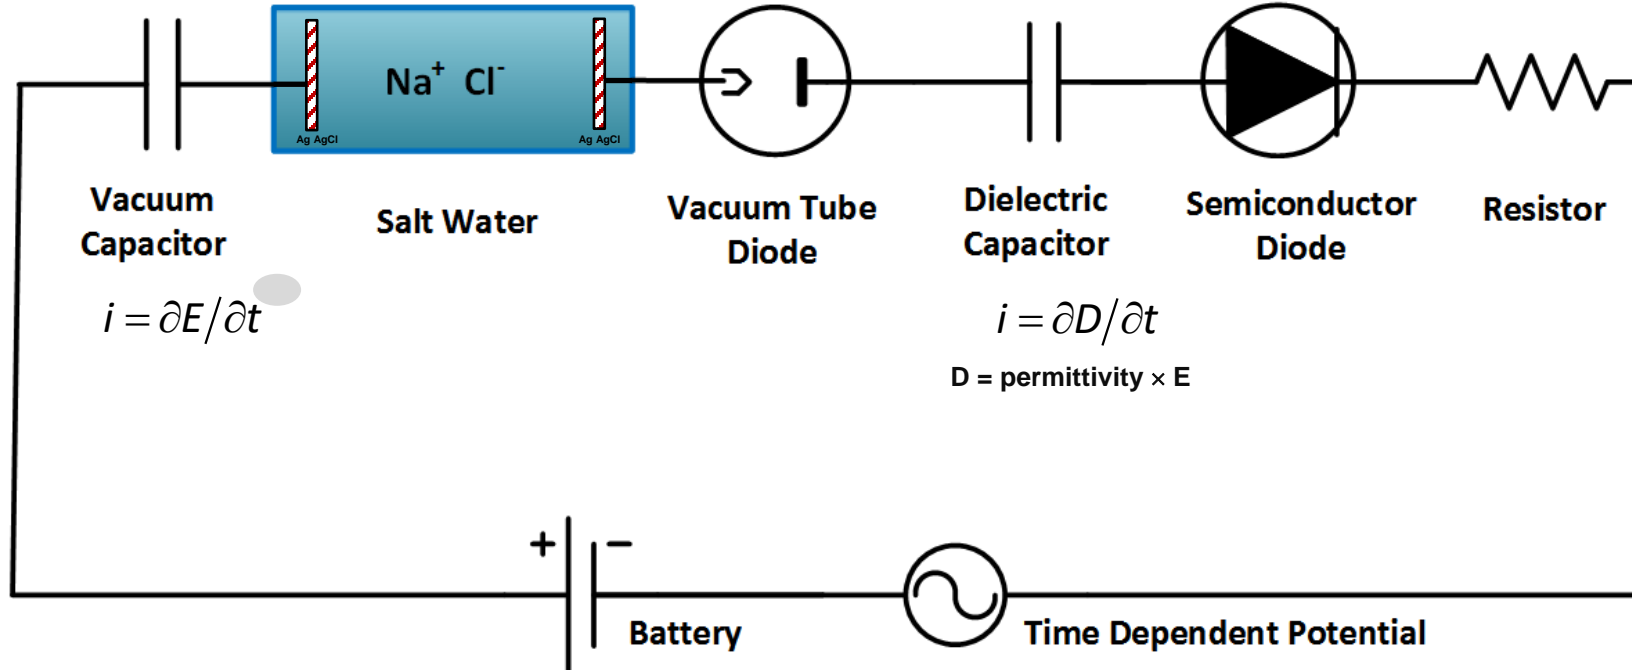 Na⁺ Cl⁻
Ag AgCl
Ag AgCl
Vacuum
Capacitor
Salt Water
Vacuum Tube
Diode
Dielectric
Capacitor
Semiconductor
Diode
Resistor
i = ∂E/∂t
i = ∂D/∂t
D = permittivity × E
+ −
Battery
Time Dependent Potential